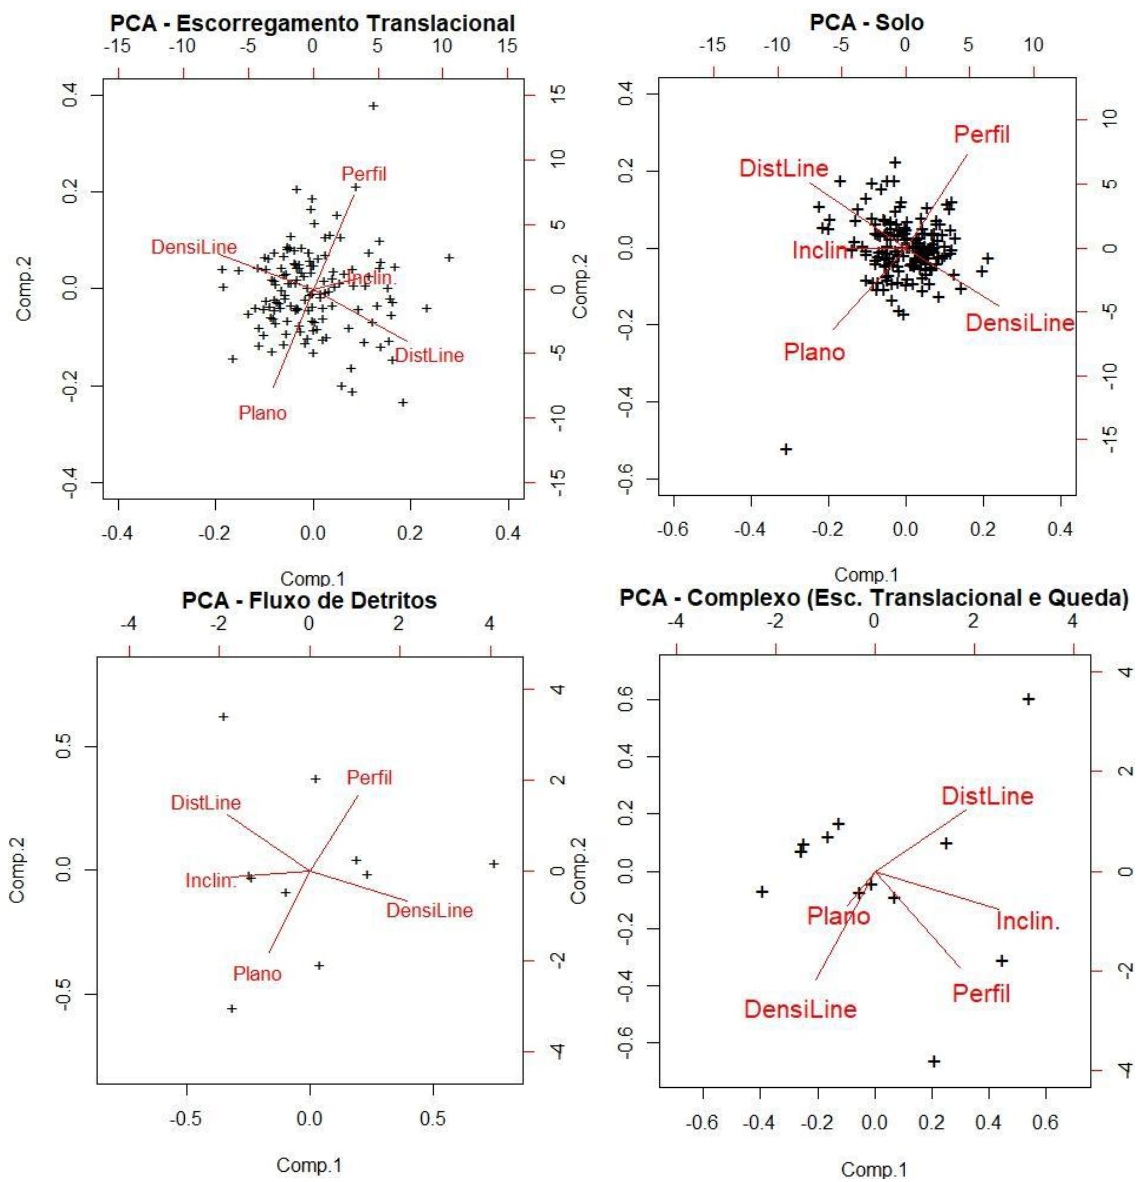 PCA - Escorregamento Translacional
-15 -10 -5 0 5 10 15
0.4
0.2
0.0
-0.2
-0.4
Comp.2
15
10
5
0
-5
-10
-15
Perfil
DensiLine
Inclin.
DistLine
Plano
-0.4 -0.2 0.0 0.2 0.4
Comp.1
PCA - Solo
-15 -10 -5 0 5 10
0.4
0.2
0.0
-0.2
-0.4
-0.6
Comp.2
10
5
0
-5
-10
-15
Perfil
DistLine
Inclin.
DensiLine
Plano
-0.6 -0.4 -0.2 0.0 0.2 0.4
Comp.1
PCA - Fluxo de Detritos
-4 -2 0 2 4
0.5
0.0
-0.5
Comp.2
4
2
0
-2
-4
Perfil
DistLine
Inclin.
DensiLine
Plano
-0.5 0.0 0.5
Comp.1
PCA - Complexo (Esc. Translacional e Queda)
-4 -2 0 2 4
0.6
0.4
0.2
0.0
-0.2
-0.4
-0.6
Comp.2
4
2
0
-2
-4
DistLine
Plano
Inclin.
Perfil
DensiLine
-0.6 -0.4 -0.2 0.0 0.2 0.4 0.6
Comp.1